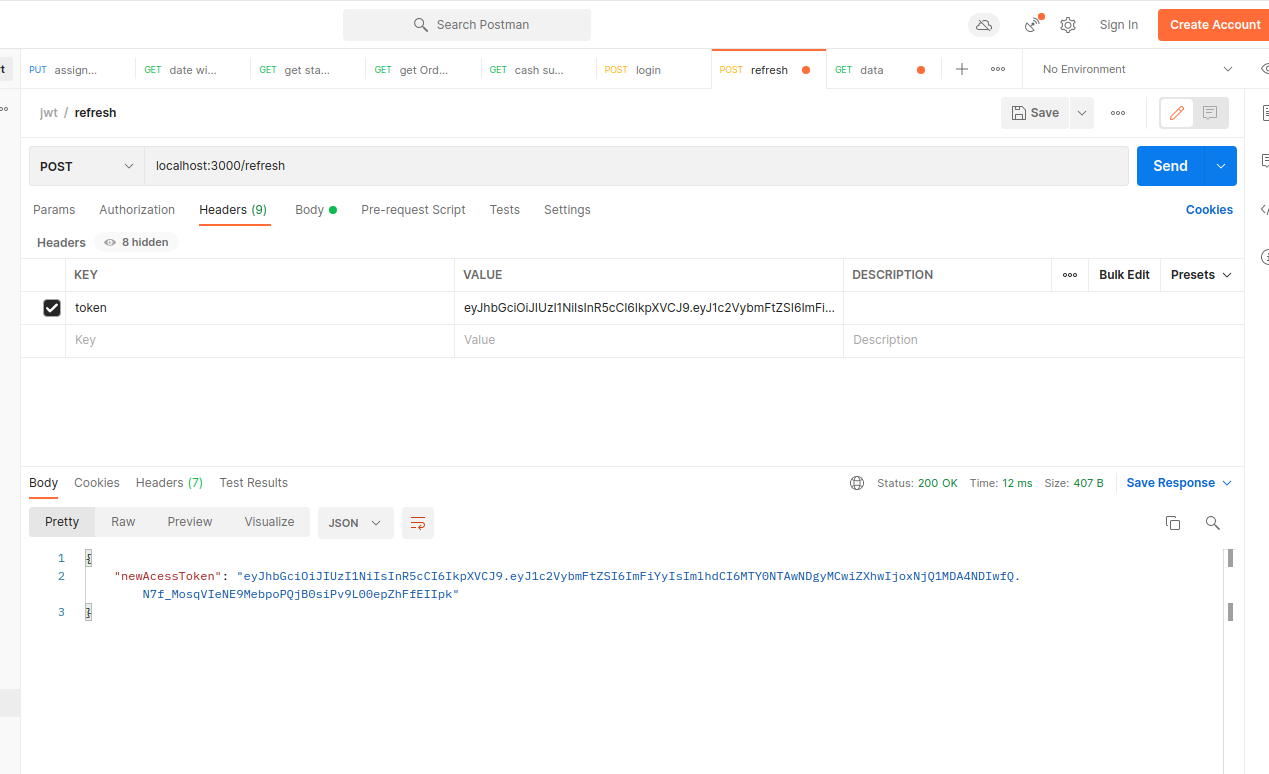 Search Postman
Sign In
Create Account
t
PUT assign...
GET date wi...
GET get sta...
GET get Ord...
GET cash su...
POST login
POST refresh
GET data
No Environment
jwt / refresh
Save
POST
localhost:3000/refresh
Send
Params
Authorization
Headers (9)
Body
Pre-request Script
Tests
Settings
Cookies
Headers
8 hidden
KEY
VALUE
DESCRIPTION
Bulk Edit
Presets
token
eyJhbGciOiJIUzI1NiIsInR5cCI6IkpXVCJ9.eyJ1c2VybmFtZSI6ImFi...
Key
Value
Description
Body
Cookies
Headers (7)
Test Results
Status: 200 OK
Time: 12 ms
Size: 407 B
Save Response
Pretty
Raw
Preview
Visualize
JSON
1 {
2 "newAcessToken": "eyJhbGciOiJIUzI1NiIsInR5cCI6IkpXVCJ9.eyJ1c2VybmFtZSI6ImFiYyIsImlhdCI6MTY0NTAwNDgyMCwiZXhwIjoxNjQ1MDA4NDIwfQ.
N7f_MosqVIeNE9MebpoPQjB0siPv9L00epZhFfEIIpk"
3 }